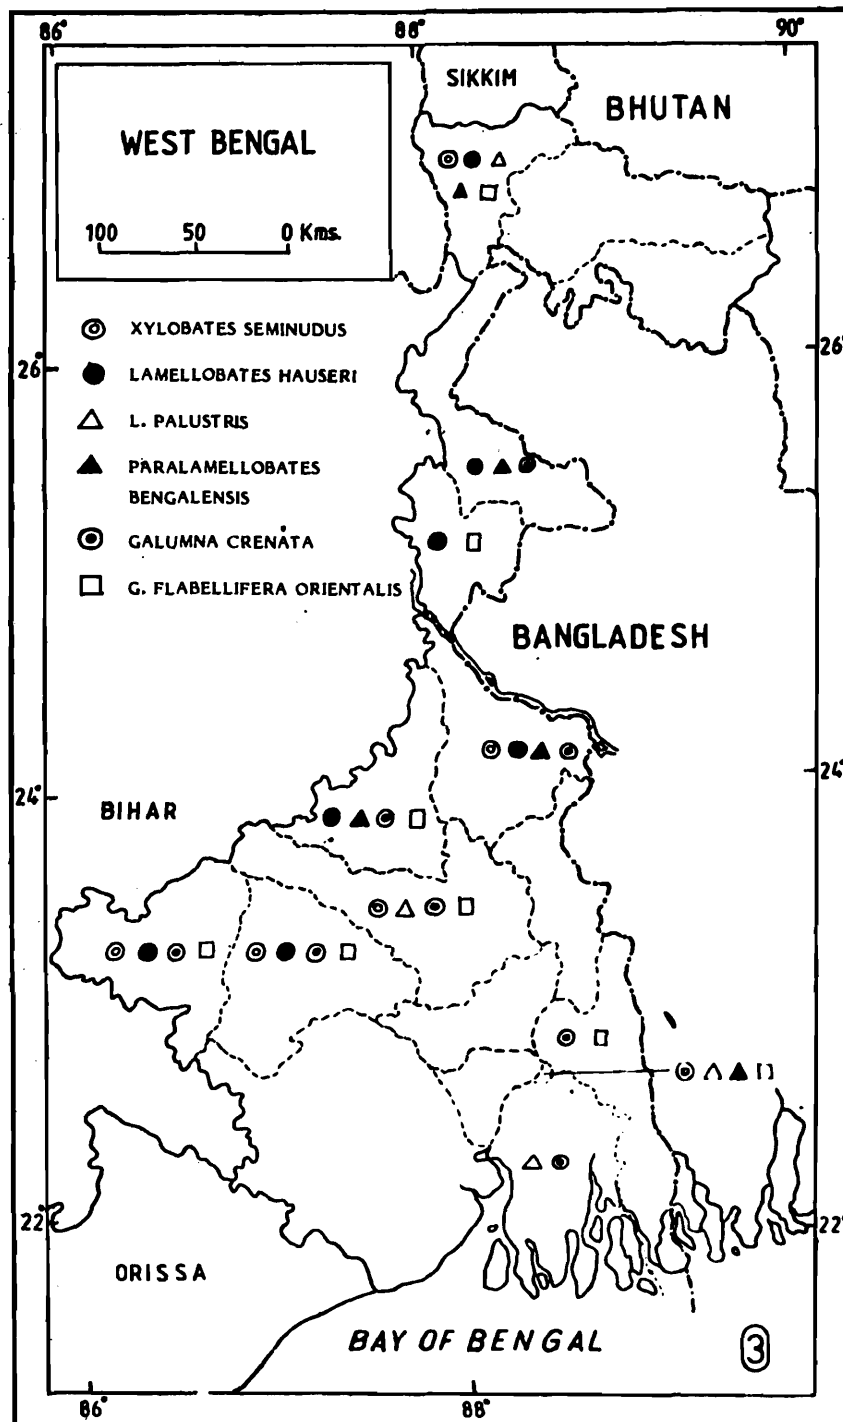 86° 88° 90°
SIKKIM
BHUTAN
WEST BENGAL
100 50 0 Kms.
XYLOBATES SEMINUDUS
26° 26°
LAMELLOBATES HAUSERI
L. PALUSTRIS
PARALAMELLOBATES
BENGALENSIS
GALUMNA CRENATA
G. FLABELLIFERA ORIENTALIS
BANGLADESH
24° 24°
BIHAR
22° 22°
ORISSA
BAY OF BENGAL
3
86° 88°